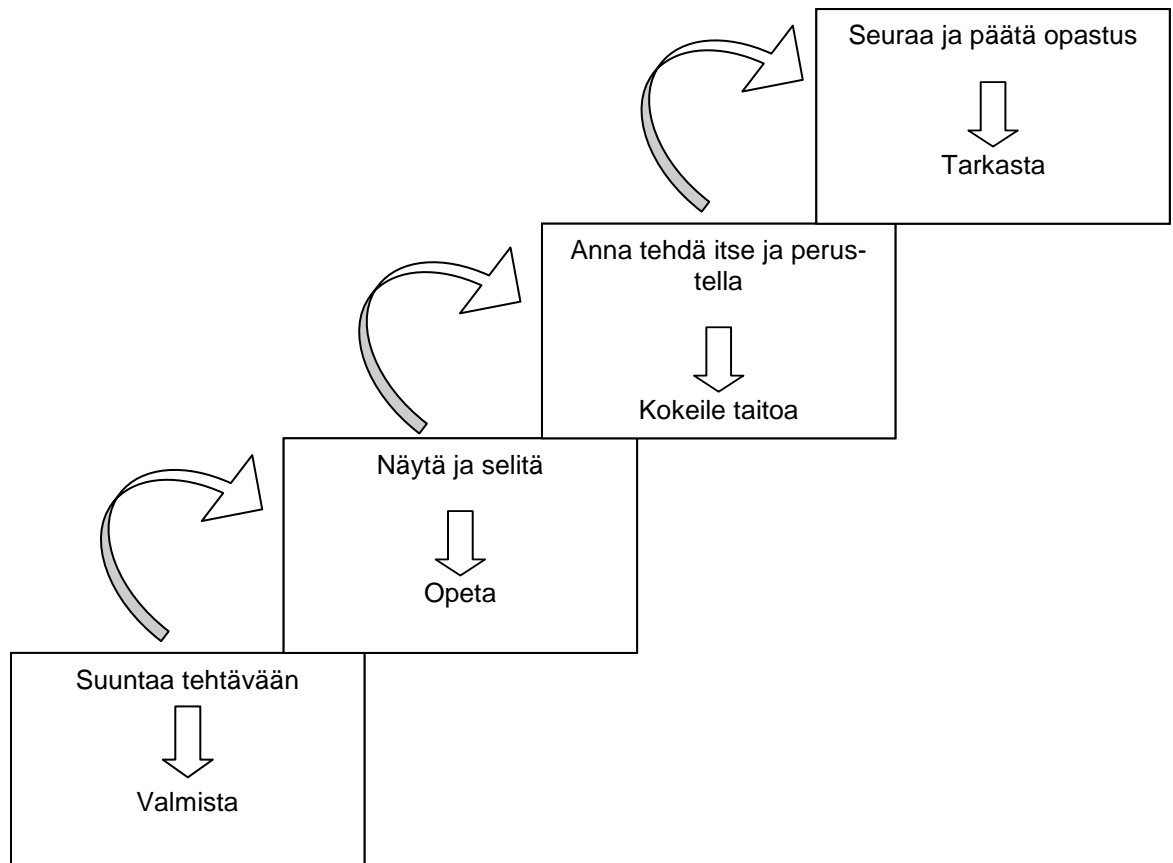 Seuraa ja päätä opastus
Tarkasta
Anna tehdä itse ja perus-
tella
Kokeile taitoa
Näytä ja selitä
Opeta
Suuntaa tehtävään
Valmista